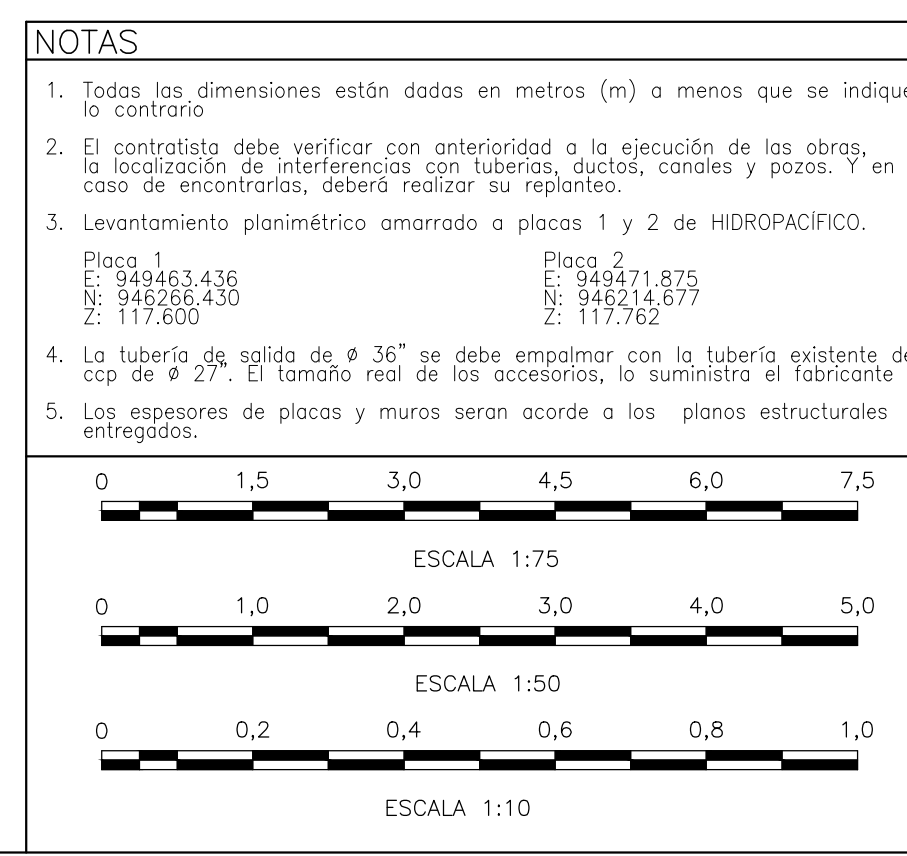 NOTAS
1. Todas las dimensiones están dadas en metros (m) a menos que se indique
lo contrario
2. El contratista debe verificar con anterioridad a la ejecución de las obras,
la localización de interferencias con tuberias, ductos, canales y pozos. Y en
caso de encontrarlas, deberá realizar su replanteo.
3. Levantamiento planimétrico amarrado a placas 1 y 2 de HIDROPACÍFICO.
Placa 1
E: 949463.436
N: 946266.430
Z: 117.600
Placa 2
E: 949471.875
N: 946214.677
Z: 117.762
4. La tubería de salida de ø 36" se debe empalmar con la tubería existente de
ccp de ø 27". El tamaño real de los accesorios, lo suministra el fabricante
5. Los espesores de placas y muros seran acorde a los planos estructurales
entregados.
0 1,5 3,0 4,5 6,0 7,5
ESCALA 1:75
0 1,0 2,0 3,0 4,0 5,0
ESCALA 1:50
0 0,2 0,4 0,6 0,8 1,0
ESCALA 1:10